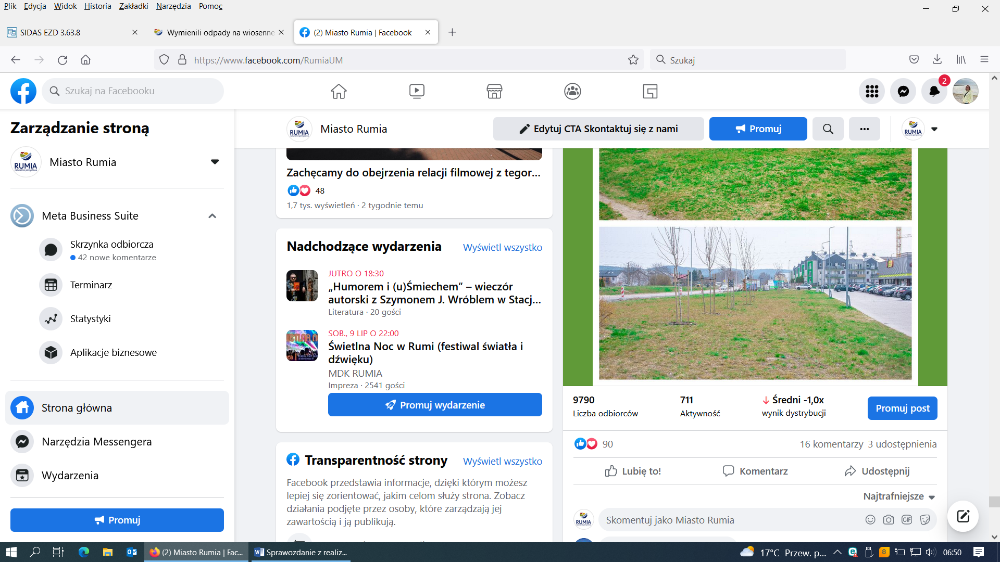 Plik Edycja Widok Historia Zakładki Narzędzia Pomoc
SIDAS EZD 3.63.8
Wymienili odpady na wiosenne
(2) Miasto Rumia | Facebook
https://www.facebook.com/RumiaUM
Szukaj
Szukaj na Facebooku
2
Zarządzanie stroną
RUMIA
Miasto Rumia
Meta Business Suite
Skrzynka odbiorcza
42 nowe komentarze
Terminarz
Statystyki
Aplikacje biznesowe
Strona główna
Narzędzia Messengera
Wydarzenia
Promuj
RUMIA
Miasto Rumia
Edytuj CTA Skontaktuj się z nami
Promuj
RUMIA
Zachęcamy do obejrzenia relacji filmowej z tegor...
48
1,7 tys. wyświetleń · 2 tygodnie temu
Nadchodzące wydarzenia
Wyświetl wszystko
JUTRO O 18:30
„Humorem i (u)Śmiechem” – wieczór
autorski z Szymonem J. Wróblem w Stacj...
Literatura · 20 gości
SOB., 9 LIP O 22:00
Świetlna Noc w Rumi (festiwal światła i
dźwięku)
MDK RUMIA
Impreza · 2541 gości
Promuj wydarzenie
Transparentność strony
Wyświetl wszystko
Facebook przedstawia informacje, dzięki którym możesz
lepiej się zorientować, jakim celom służy strona. Zobacz
działania podjęte przez osoby, które zarządzają jej
zawartością i ją publikują.
9790
Liczba odbiorców
711
Aktywność
Średni -1,0x
wynik dystrybucji
Promuj post
90
16 komentarzy 3 udostępnienia
Lubię to!
Komentarz
Udostępnij
Najtrafniejsze
RUMIA
Skomentuj jako Miasto Rumia
GIF
(2) Miasto Rumia | Fac...
Sprawozdanie z realiz...
17°C Przew. p...
8
06:50